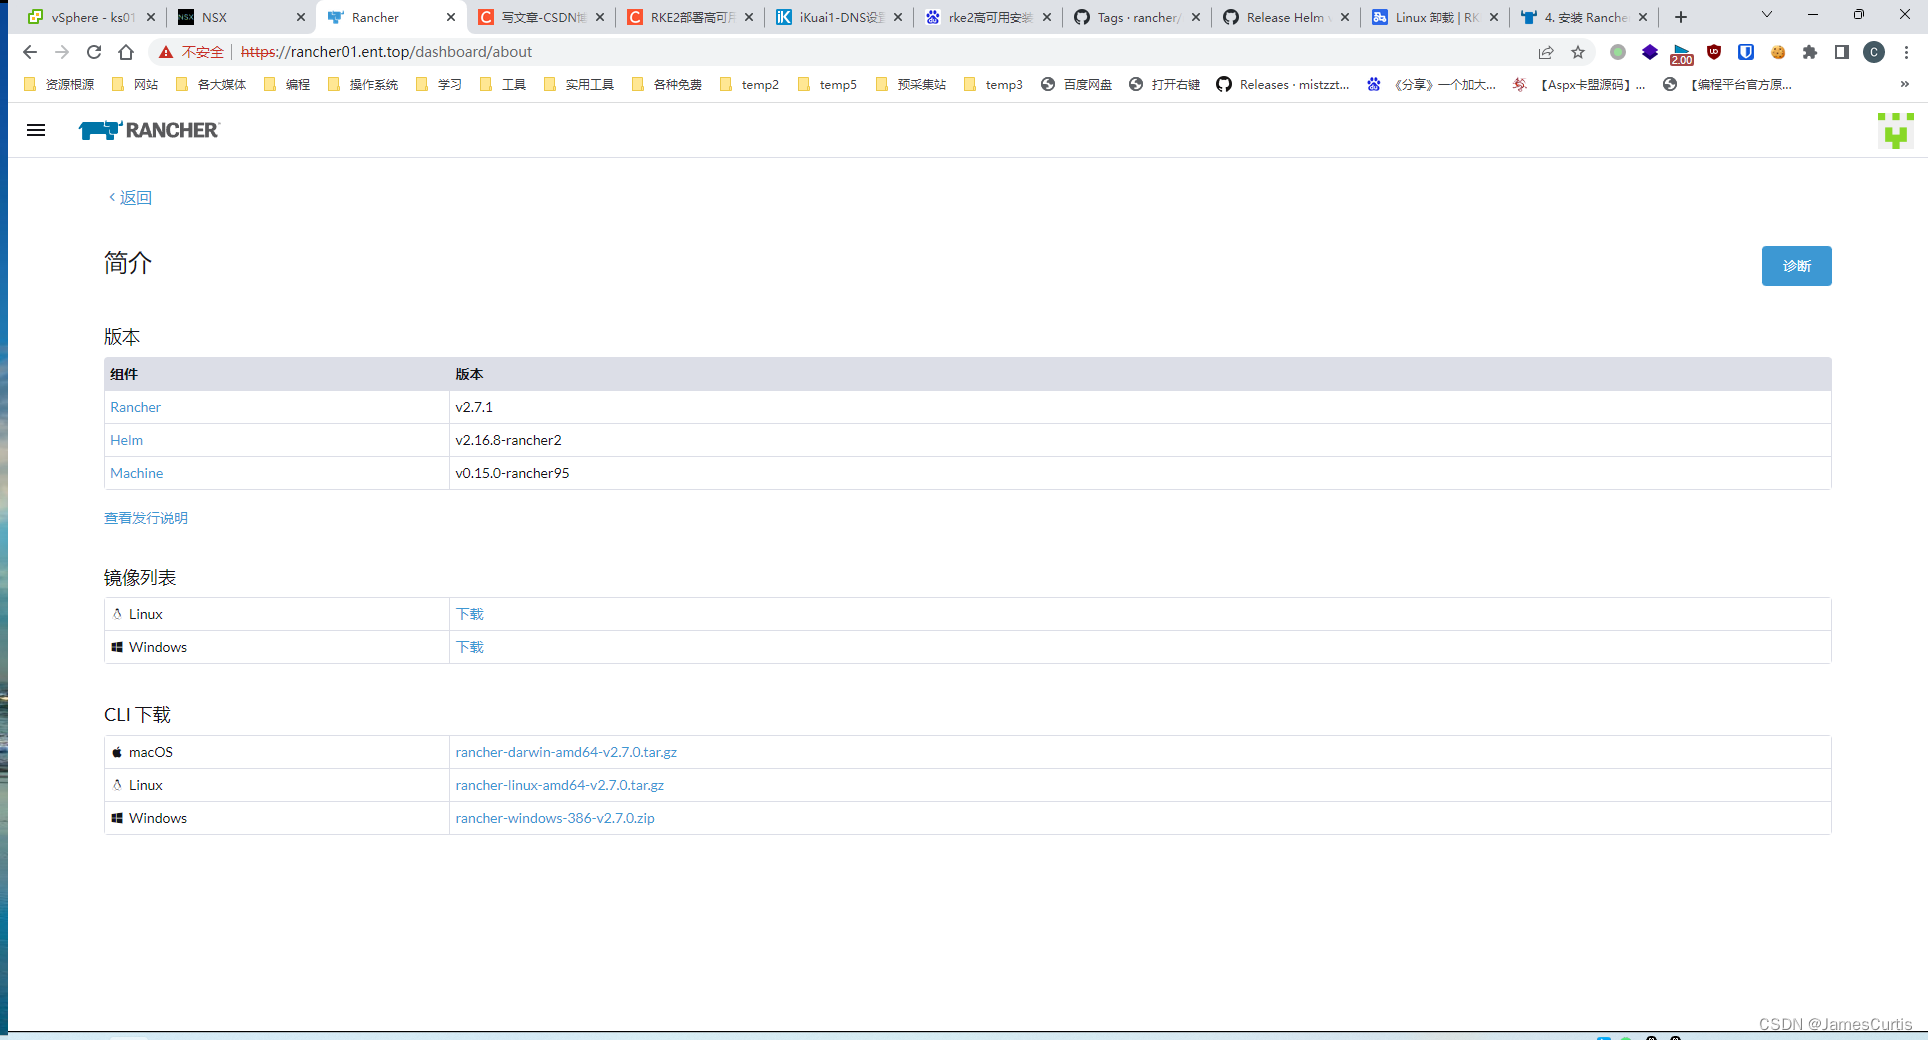 vSphere - ks01
NSX
Rancher
写文章-CSDN博
RKE2部署高可用
iKuai1-DNS设置
rke2高可用安装
Tags · rancher/
Release Helm v
Linux 卸载 | RK
4. 安装 Rancher
不安全
https://rancher01.ent.top/dashboard/about
2.00
C
资源根源
网站
各大媒体
编程
操作系统
学习
工具
实用工具
各种免费
temp2
temp5
预采集站
temp3
百度网盘
打开右键
Releases · mistzzt...
《分享》一个加大...
【Aspx卡盟源码】...
【编程平台官方原...
RANCHER
返回
简介
诊断
版本
组件 版本
Rancher v2.7.1
Helm v2.16.8-rancher2
Machine v0.15.0-rancher95
查看发行说明
镜像列表
Linux 下载
Windows 下载
CLI 下载
macOS rancher-darwin-amd64-v2.7.0.tar.gz
Linux rancher-linux-amd64-v2.7.0.tar.gz
Windows rancher-windows-386-v2.7.0.zip
CSDN @JamesCurtis